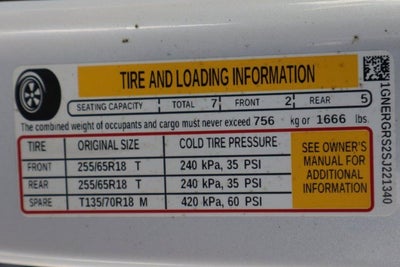 TIRE AND LOADING INFORMATION
SEATING CAPACITY TOTAL 7 FRONT 2 REAR 5
The combined weight of occupants and cargo must never exceed 756 kg or 1666 lbs.
TIRE ORIGINAL SIZE COLD TIRE PRESSURE
FRONT 255/65R18 T 240 kPa, 35 PSI
REAR 255/65R18 T 240 kPa, 35 PSI
SPARE T135/70R18 M 420 kPa, 60 PSI
SEE OWNER'S
MANUAL FOR
ADDITIONAL
INFORMATION
1GNERGRS2SJ221340